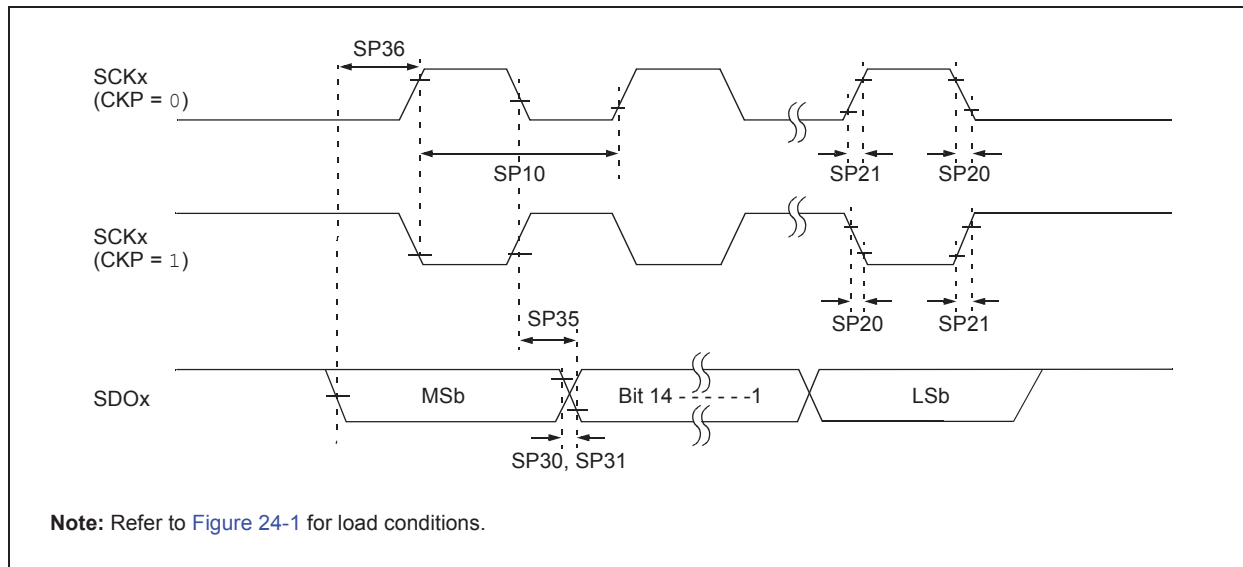 SP36
SCKx
(CKP = 0)
SP10
SP21
SP20
SCKx
(CKP = 1)
SP35
SP20
SP21
SDOx
MSb
Bit 14 - - - - - -1
LSb
SP30, SP31
Note: Refer to Figure 24-1 for load conditions.